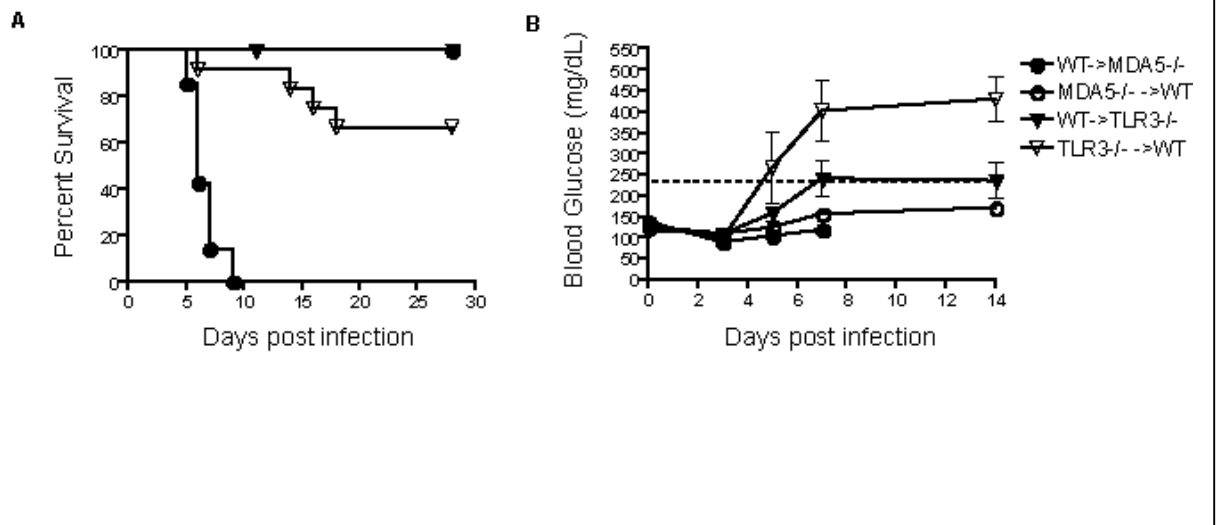 A
100
80
60
40
20
0
Percent Survival
0 5 10 15 20 25 30
Days post infection
B
550
500
450
400
350
300
250
200
150
100
50
0
Blood Glucose (mg/dL)
0 2 4 6 8 10 12 14
Days post infection
WT->MDA5-/-
MDA5-/- ->WT
WT->TLR3-/-
TLR3-/- ->WT